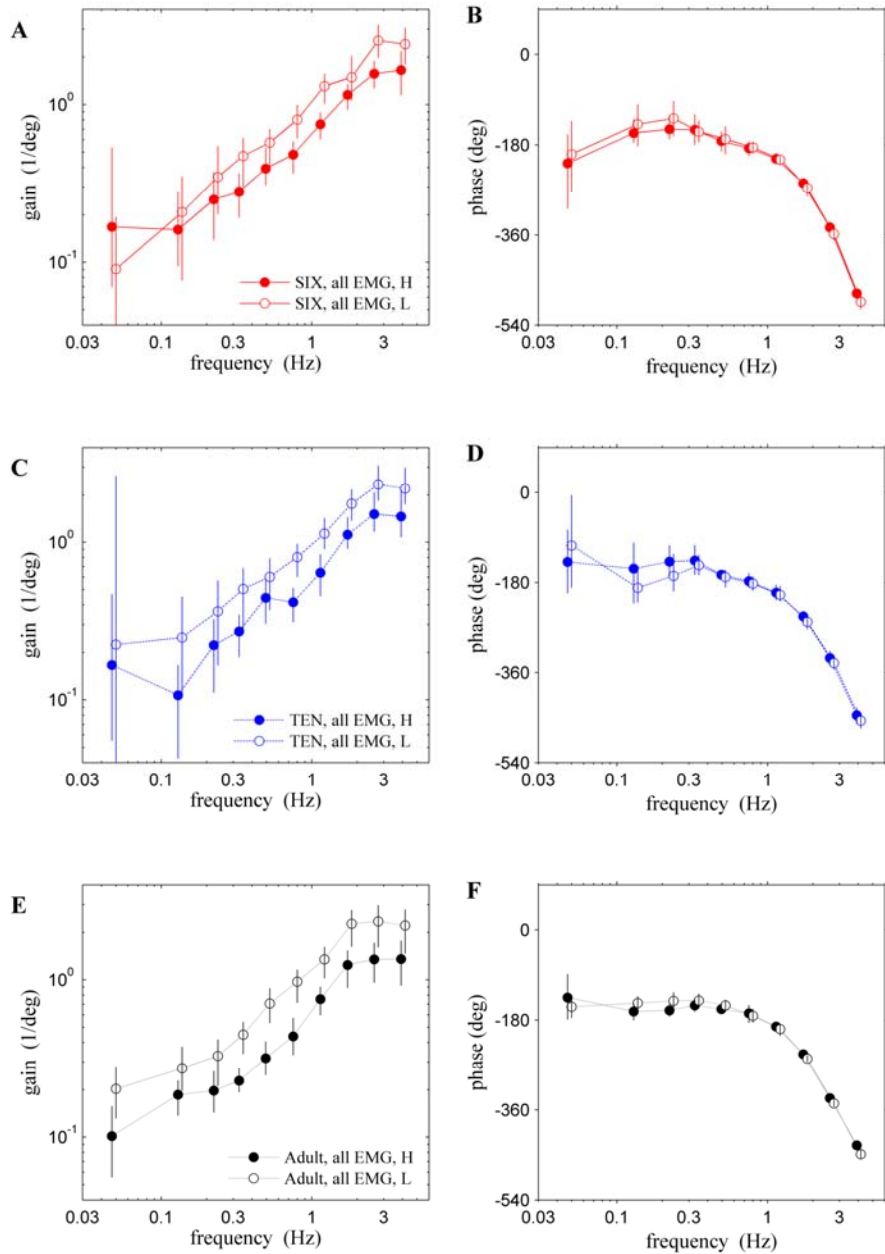 A
gain (1/deg)
10^0
10^-1
0.03 0.1 0.3 1 3
frequency (Hz)
SIX, all EMG, H
SIX, all EMG, L
B
phase (deg)
0
-180
-360
-540
0.03 0.1 0.3 1 3
frequency (Hz)
C
gain (1/deg)
10^0
10^-1
0.03 0.1 0.3 1 3
frequency (Hz)
TEN, all EMG, H
TEN, all EMG, L
D
phase (deg)
0
-180
-360
-540
0.03 0.1 0.3 1 3
frequency (Hz)
E
gain (1/deg)
10^0
10^-1
0.03 0.1 0.3 1 3
frequency (Hz)
Adult, all EMG, H
Adult, all EMG, L
F
phase (deg)
0
-180
-360
-540
0.03 0.1 0.3 1 3
frequency (Hz)